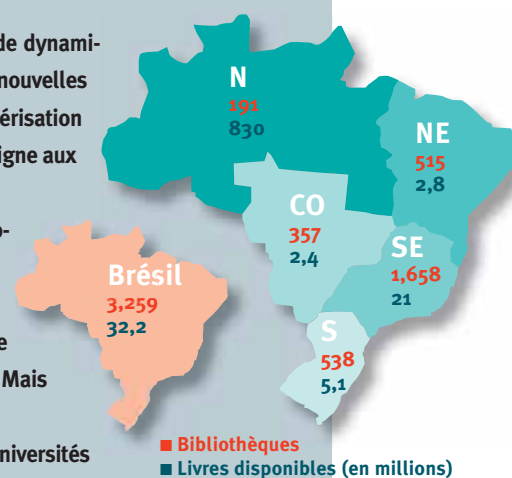 de dynami-
nouvelles
érisation
igne aux
o-
e
Mais
niversités
N
191
830
NE
515
2,8
CO
357
2,4
SE
1,658
21
S
538
5,1
Brésil
3,259
32,2
■ Bibliothèques
■ Livres disponibles (en millions)